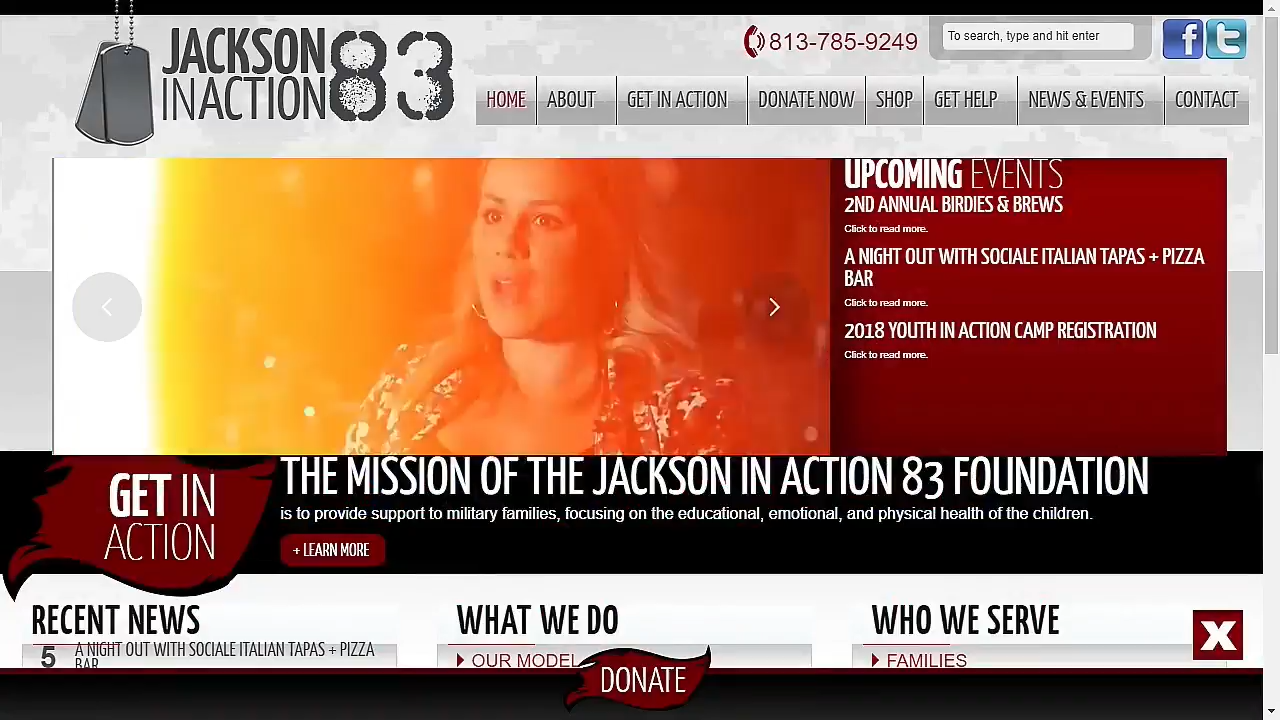 JACKSON
INACTION 83
813-785-9249
To search, type and hit enter
HOME
ABOUT
GET IN ACTION
DONATE NOW
SHOP
GET HELP
NEWS & EVENTS
CONTACT
UPCOMING EVENTS
2ND ANNUAL BIRDIES & BREWS
Click to read more.
A NIGHT OUT WITH SOCIALE ITALIAN TAPAS + PIZZA
BAR
Click to read more.
2018 YOUTH IN ACTION CAMP REGISTRATION
Click to read more.
GET IN
ACTION
THE MISSION OF THE JACKSON IN ACTION 83 FOUNDATION
is to provide support to military families, focusing on the educational, emotional, and physical health of the children.
+ LEARN MORE
RECENT NEWS
5
A NIGHT OUT WITH SOCIALE ITALIAN TAPAS + PIZZA
BAR
WHAT WE DO
OUR MODEL
WHO WE SERVE
FAMILIES
X
DONATE